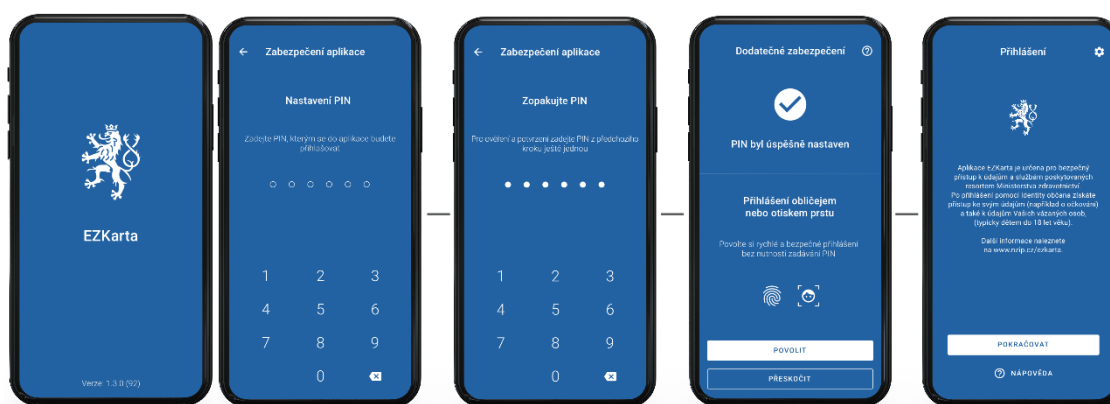 EZKarta
Verze 1.3.0 (92)
Zabezpečení aplikace
Nastavení PIN
Zadejte PIN, kterým se do aplikace budete
přihlašovat
1 2 3
4 5 6
7 8 9
0
Zabezpečení aplikace
Zopakujte PIN
Pro ověření a potvrzení zadejte PIN z předchozího
kroku ještě jednou
1 2 3
4 5 6
7 8 9
0
Dodatečné zabezpečení
PIN byl úspěšně nastaven
Přihlášení obličejem
nebo otiskem prstu
Povolte si rychlé a bezpečné přihlášení
bez nutnosti zadávání PIN
POVOLIT
PŘESKOČIT
Přihlášení
Aplikace EZKarta je určena pro bezpečný
přístup k údajům a službám poskytovaných
resortem Ministerstva zdravotnictví
Po přihlášení pomocí Identity občana získáte
přístup ke svým údajům (například o očkování)
a také k údajům Vašich vázaných osob,
(typicky dětem do 18 let věku).
Další informace naleznete
na www.nzip.cz/ezkarta.
POKRAČOVAT
NÁPOVĚDA